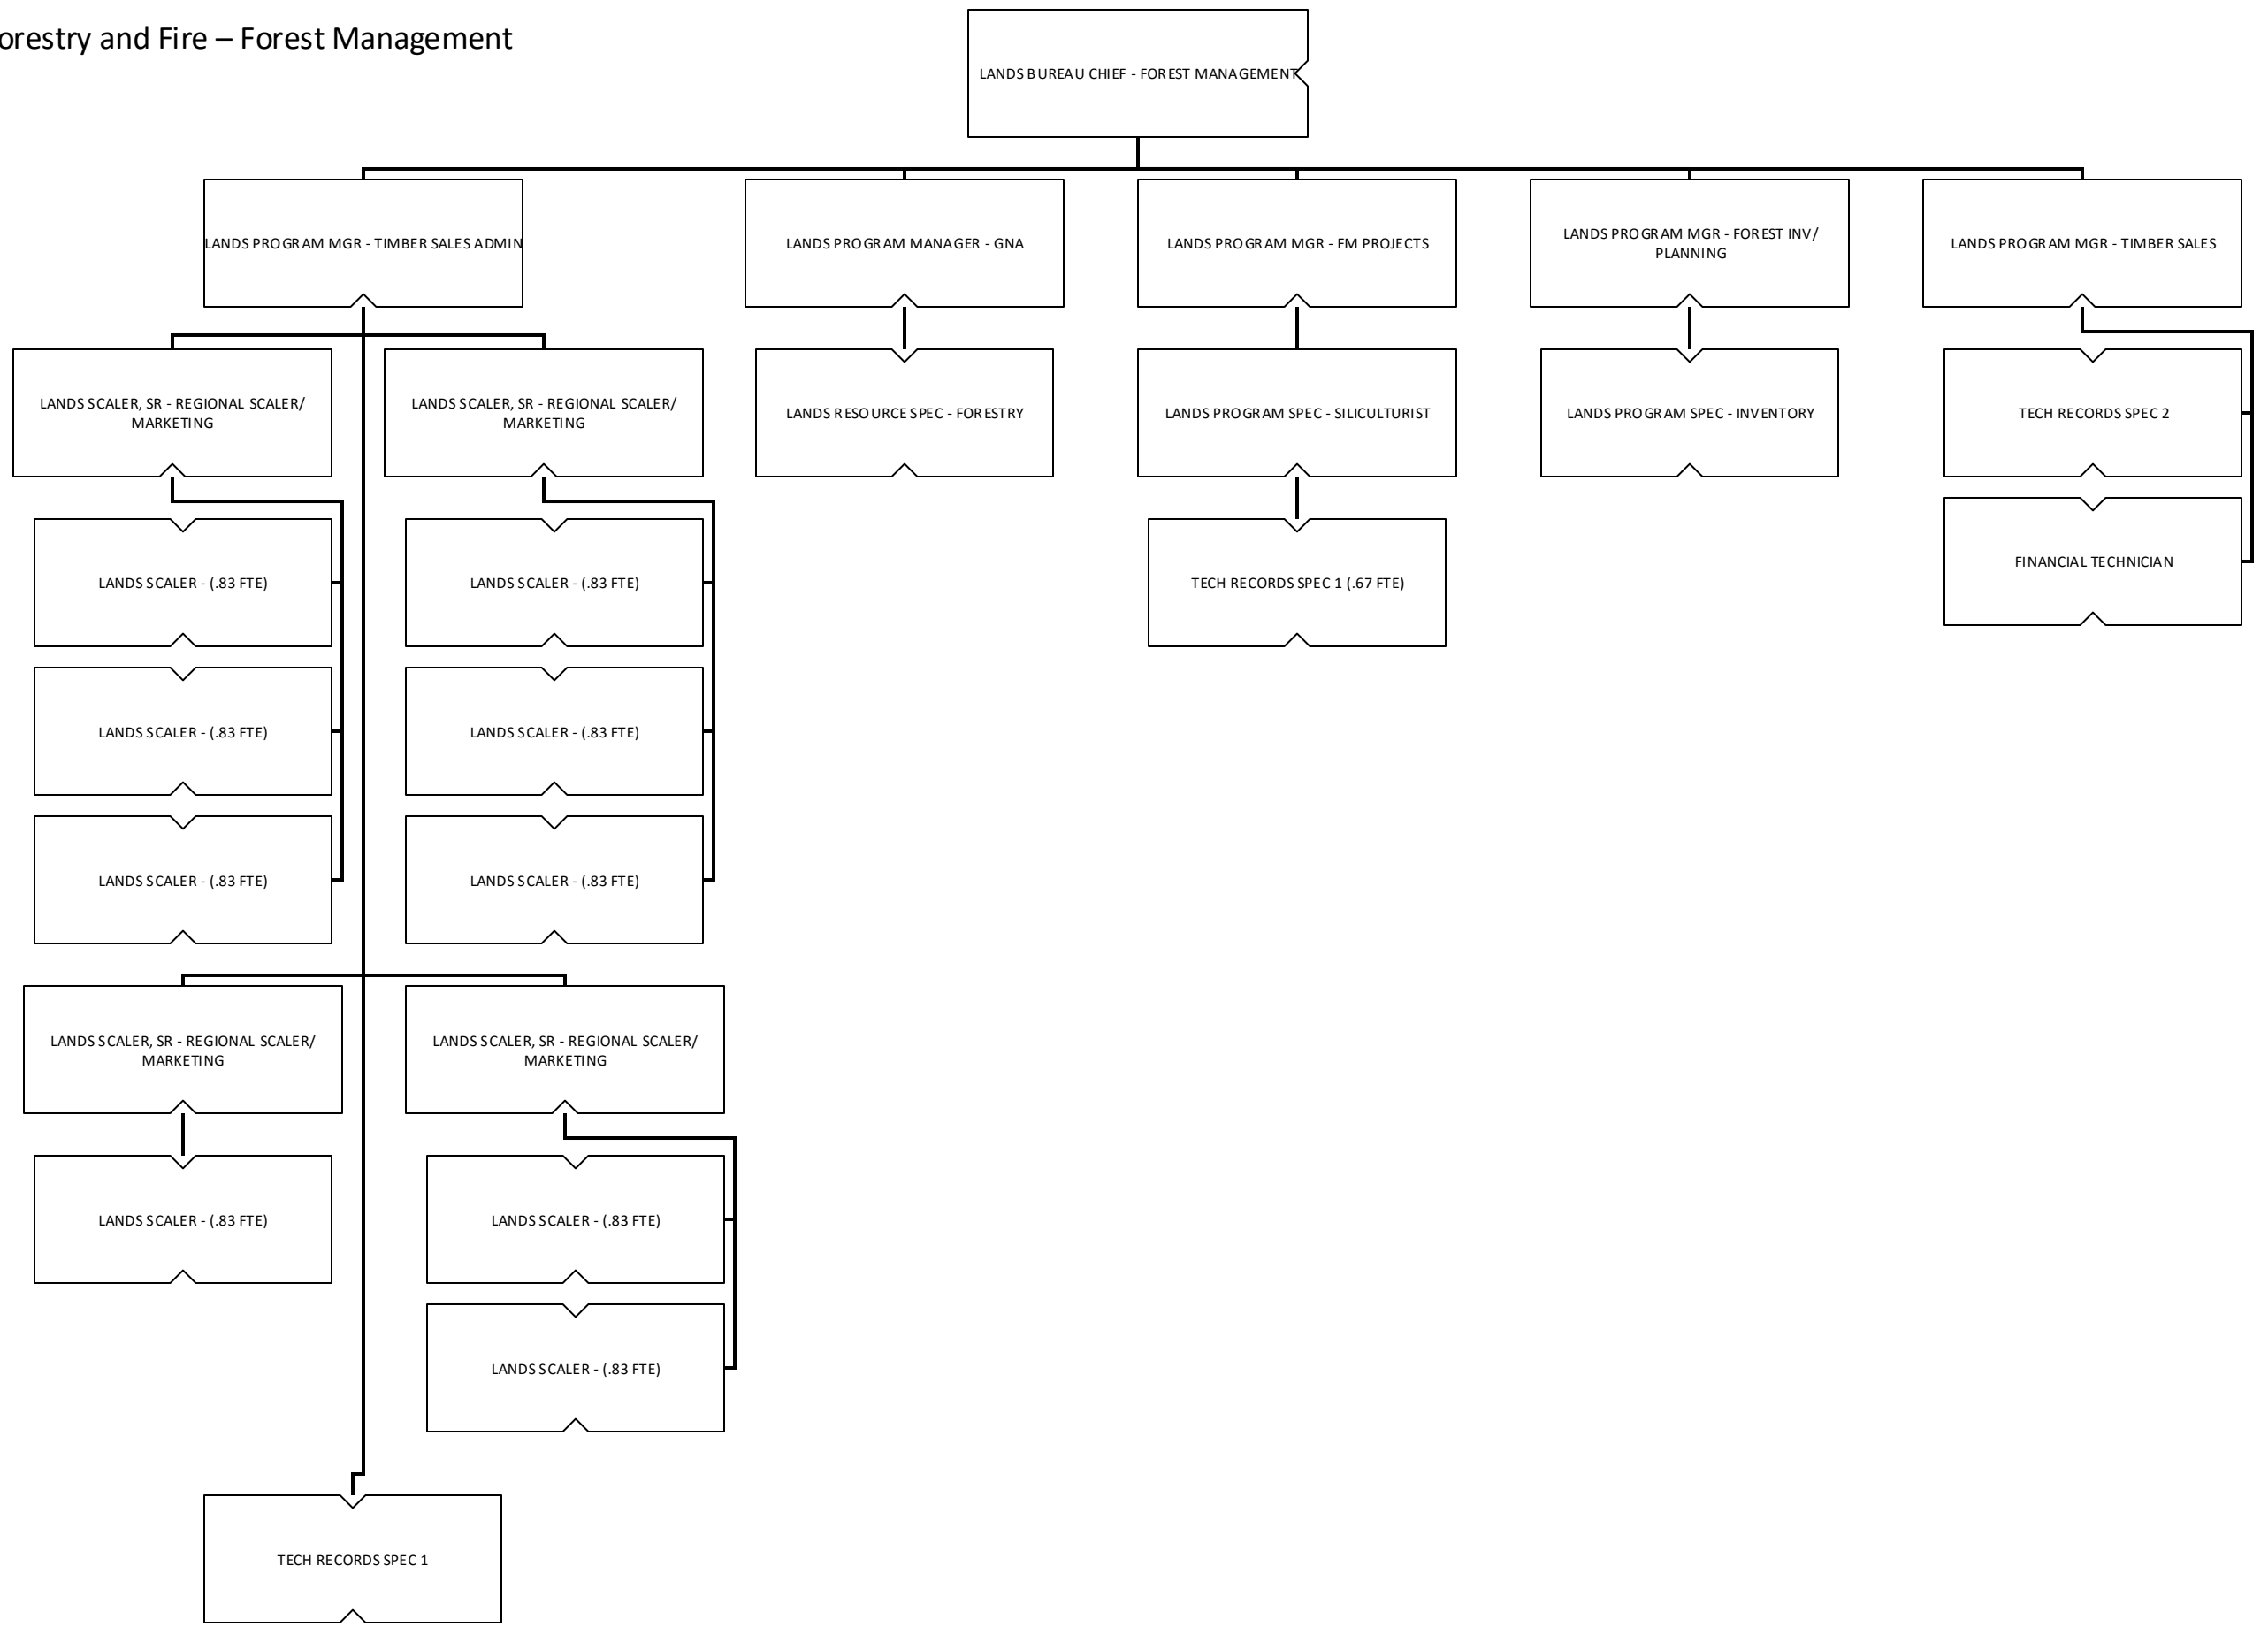 orestry and Fire – Forest Management
LANDS BUREAU CHIEF - FOREST MANAGEMENT
LANDS PROGRAM MGR - TIMBER SALES ADMIN
LANDS PROGRAM MANAGER - GNA
LANDS PROGRAM MGR - FM PROJECTS
LANDS PROGRAM MGR - FOREST INV/
PLANNING
LANDS PROGRAM MGR - TIMBER SALES
LANDS SCALER, SR - REGIONAL SCALER/
MARKETING
LANDS SCALER, SR - REGIONAL SCALER/
MARKETING
LANDS RESOURCE SPEC - FORESTRY
LANDS PROGRAM SPEC - SILICULTURIST
LANDS PROGRAM SPEC - INVENTORY
TECH RECORDS SPEC 2
FINANCIAL TECHNICIAN
LANDS SCALER - (.83 FTE)
LANDS SCALER - (.83 FTE)
TECH RECORDS SPEC 1 (.67 FTE)
LANDS SCALER - (.83 FTE)
LANDS SCALER - (.83 FTE)
LANDS SCALER - (.83 FTE)
LANDS SCALER - (.83 FTE)
LANDS SCALER, SR - REGIONAL SCALER/
MARKETING
LANDS SCALER, SR - REGIONAL SCALER/
MARKETING
LANDS SCALER - (.83 FTE)
LANDS SCALER - (.83 FTE)
LANDS SCALER - (.83 FTE)
TECH RECORDS SPEC 1